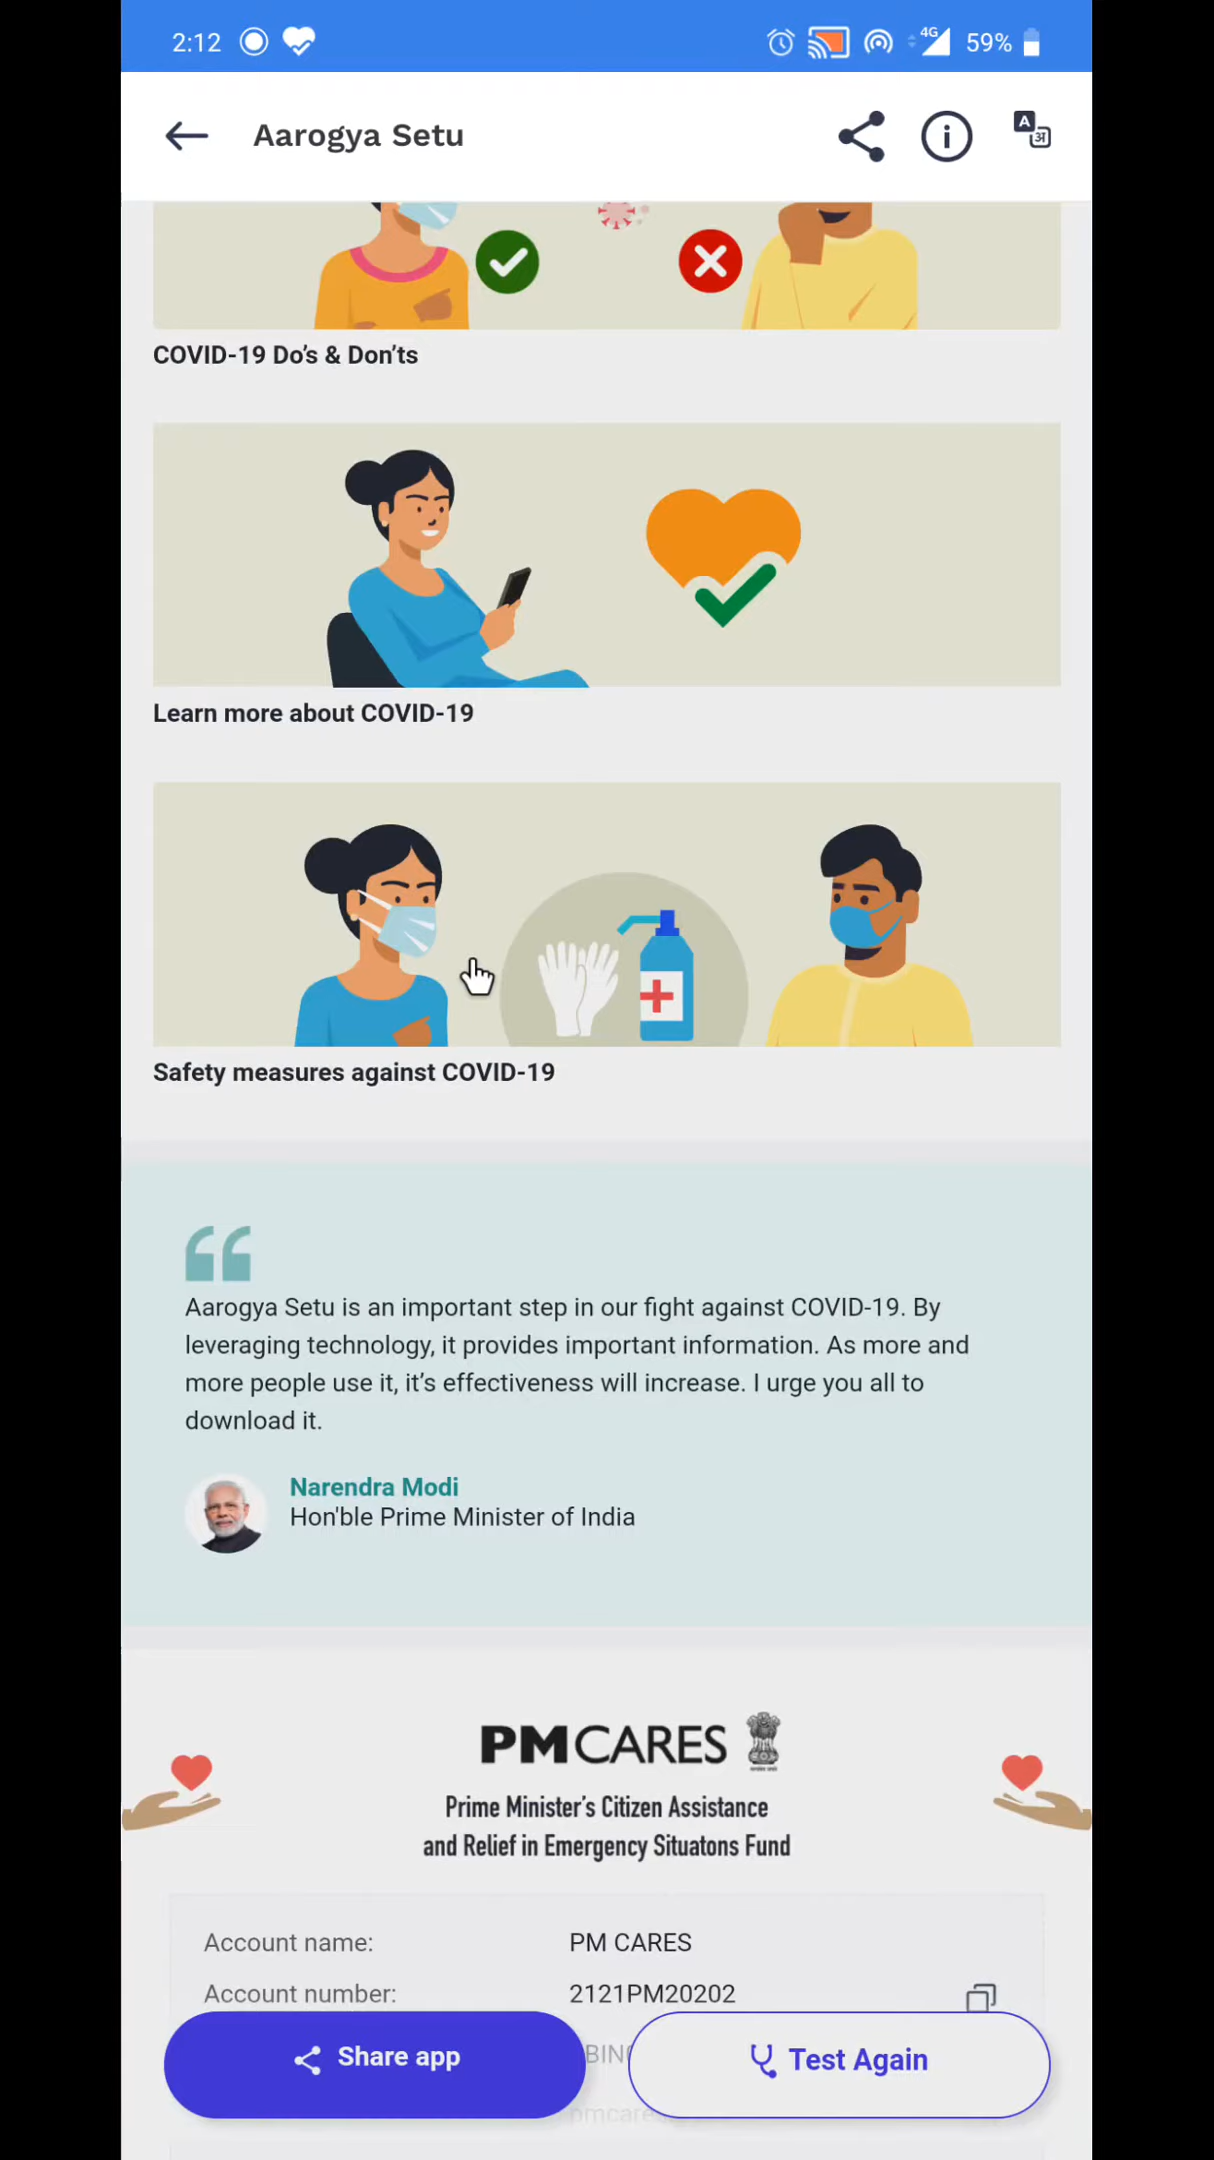 2:12
4G
59%
Aarogya Setu
A
अ
COVID-19 Do’s & Don’ts
Learn more about COVID-19
Safety measures against COVID-19
Aarogya Setu is an important step in our fight against COVID-19. By
leveraging technology, it provides important information. As more and
more people use it, it’s effectiveness will increase. I urge you all to
download it.
Narendra Modi
Hon'ble Prime Minister of India
PMCARES
Prime Minister’s Citizen Assistance
and Relief in Emergency Situatons Fund
Account name: PM CARES
Account number: 2121PM20202
Share app
Test Again